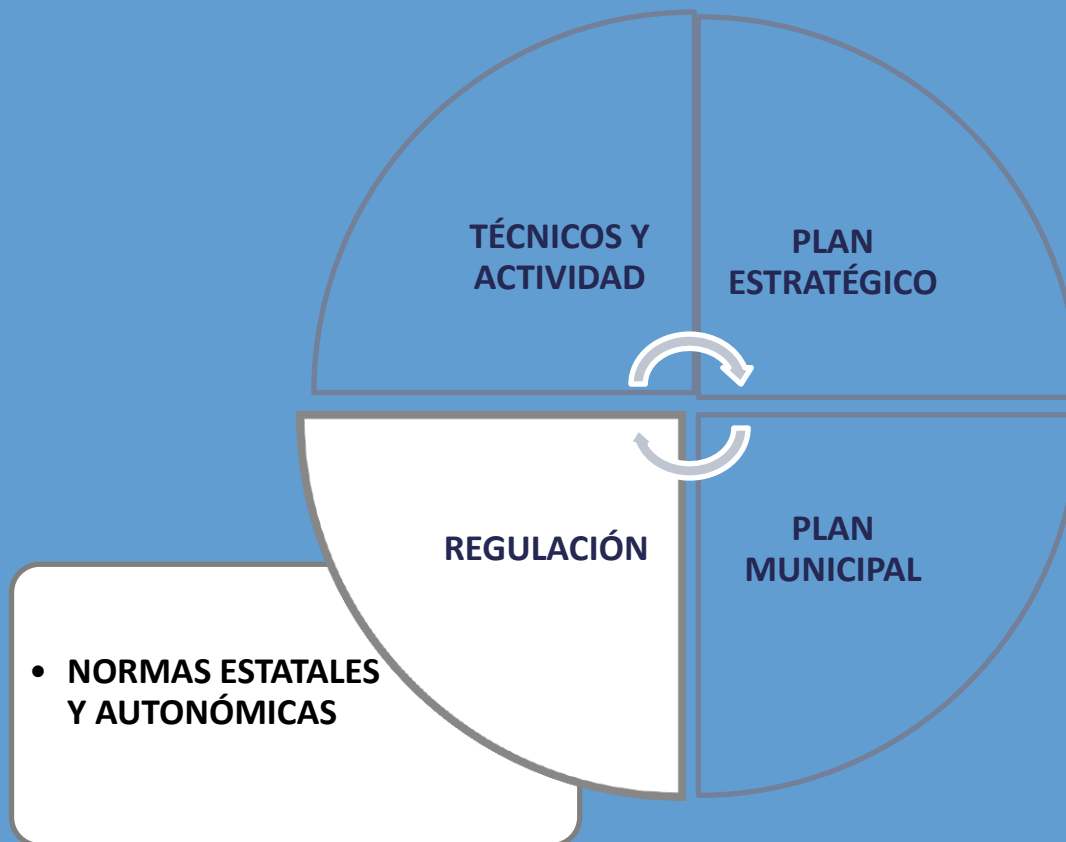 TÉCNICOS Y
ACTIVIDAD
PLAN
ESTRATÉGICO
REGULACIÓN
PLAN
MUNICIPAL
• NORMAS ESTATALES
Y AUTONÓMICAS